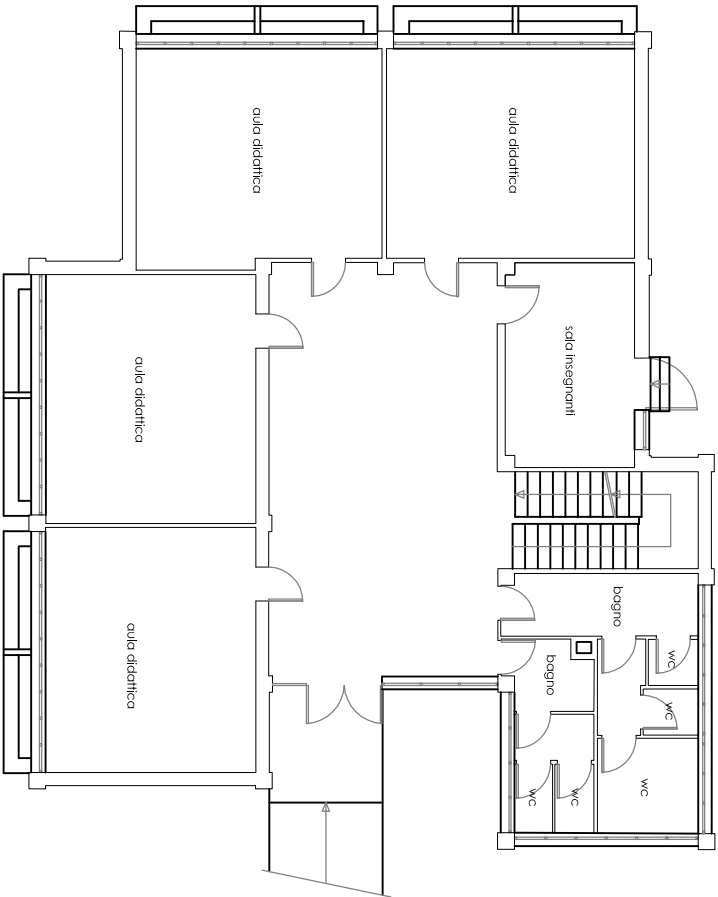 aula didattica
aula didattica
sala insegnanti
aula didattica
aula didattica
bagno
bagno
wc
wc
wc
wc
wc